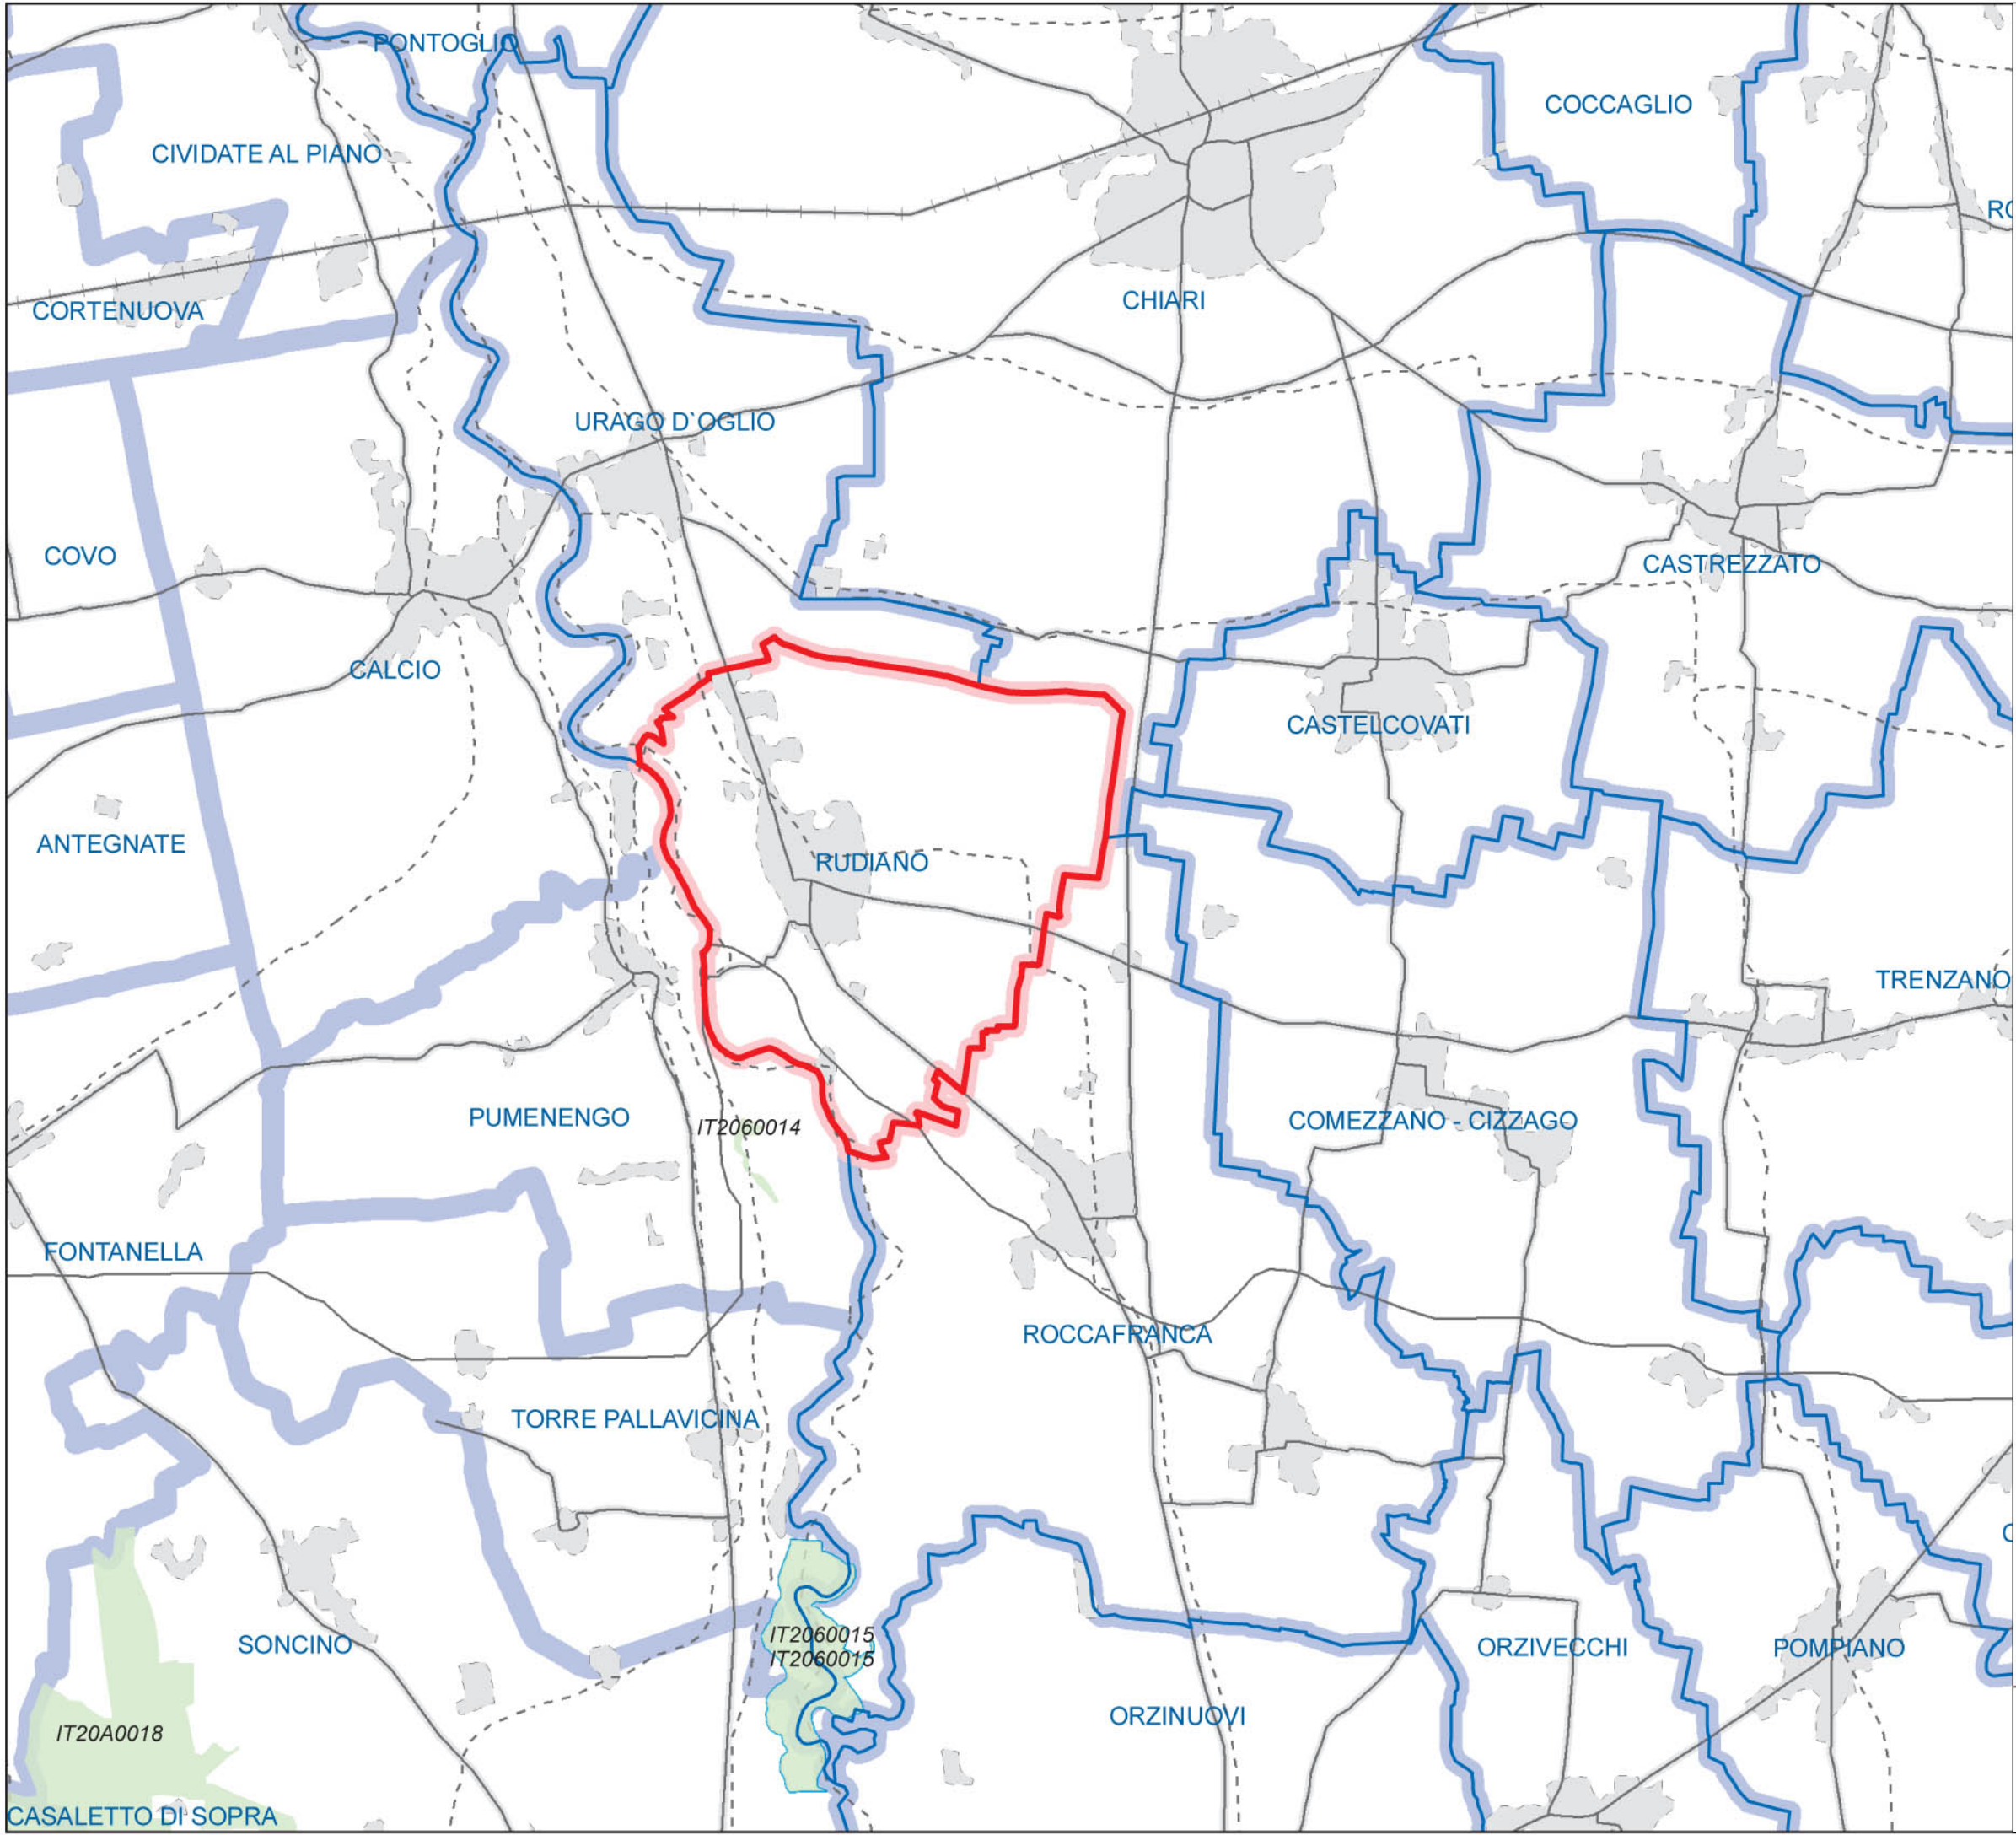 PONTOGLIO
COCCAGLIO
CIVIDATE AL PIANO
RO
CORTENUOVA
CHIARI
URAGO D`OGLIO
COVO
CASTREZZATO
CALCIO
CASTELCOVATI
ANTEGNATE
RUDIANO
TRENZANO
PUMENENGO
IT2060014
COMEZZANO - CIZZAGO
FONTANELLA
ROCCAFRANCA
TORRE PALLAVICINA
SONCINO
IT2060015
IT2060015
ORZIVECCHI
POMPIANO
ORZINUOVI
IT20A0018
CASALETTO DI SOPRA